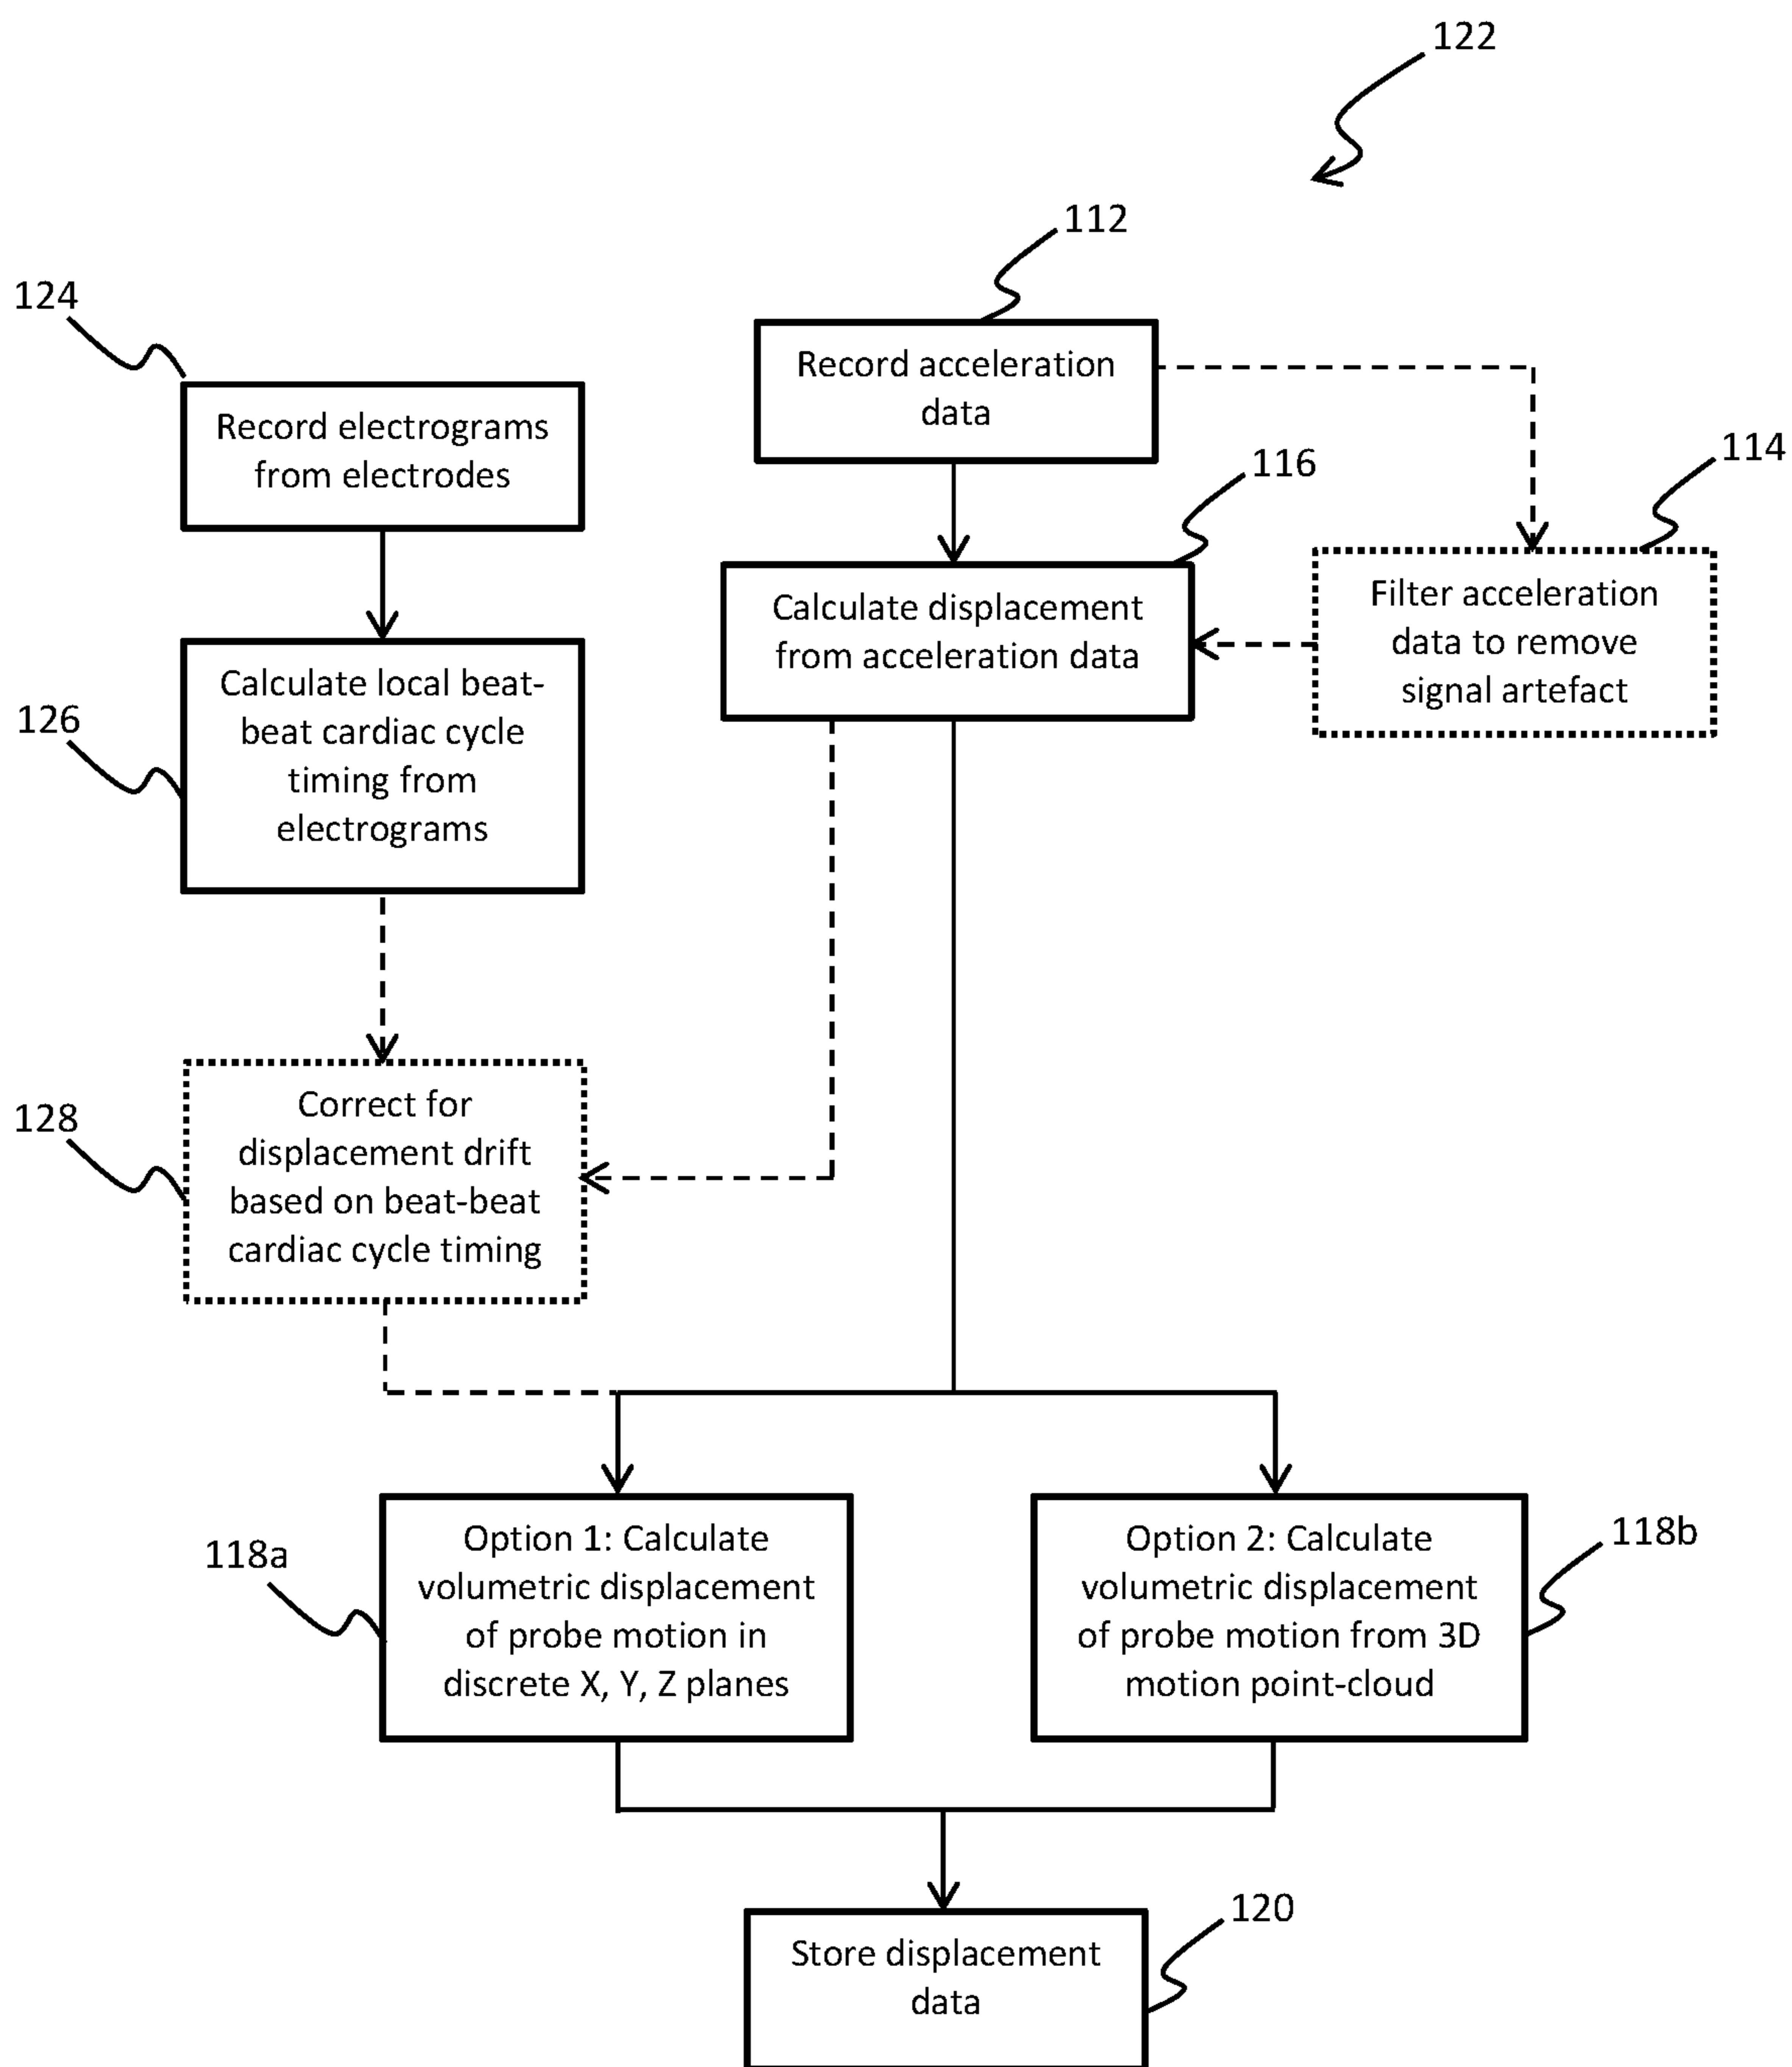 122
112
124
Record acceleration
data
Record electrograms
from electrodes
116
114
Calculate displacement
from acceleration data
Filter acceleration
data to remove
signal artefact
126
Calculate local beat-
beat cardiac cycle
timing from
electrograms
128
Correct for
displacement drift
based on beat-beat
cardiac cycle timing
118a
Option 1: Calculate
volumetric displacement
of probe motion in
discrete X, Y, Z planes
Option 2: Calculate
volumetric displacement
of probe motion from 3D
motion point-cloud
118b
120
Store displacement
data